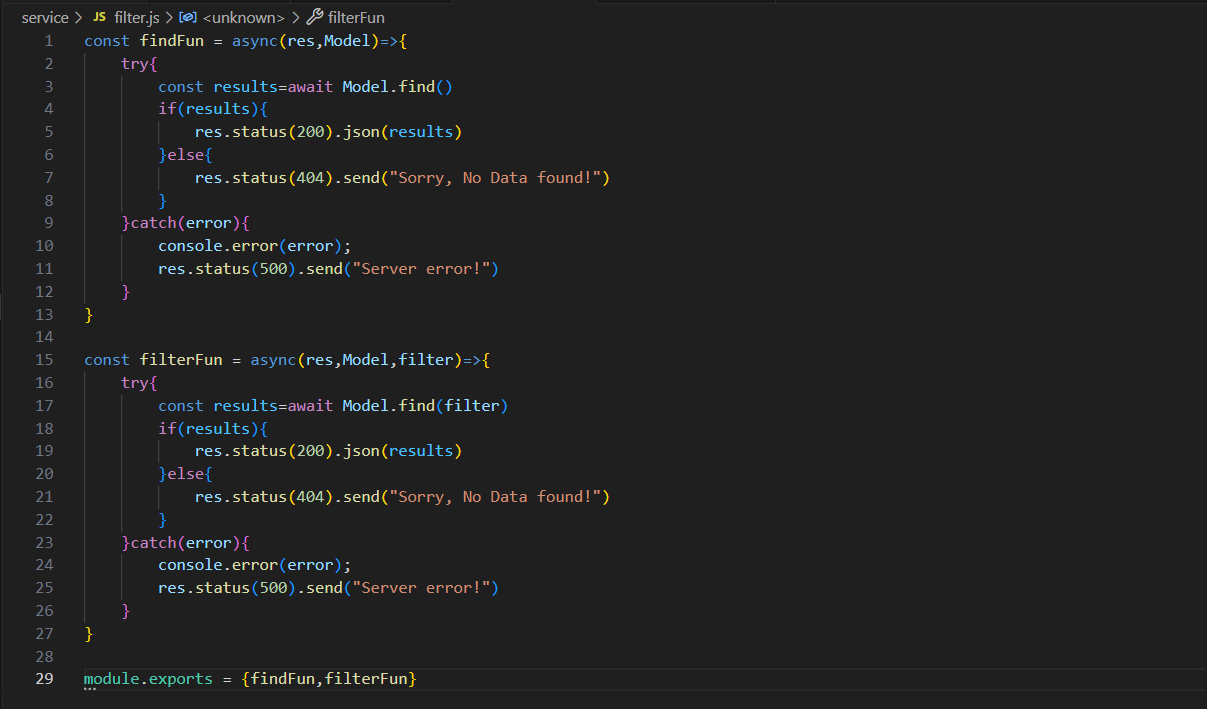 service > JS filter.js > <unknown> > filterFun
1 const findFun = async(res,Model)=>{
2     try{
3         const results=await Model.find()
4         if(results){
5             res.status(200).json(results)
6         }else{
7             res.status(404).send("Sorry, No Data found!")
8         }
9     }catch(error){
10         console.error(error);
11         res.status(500).send("Server error!")
12     }
13 }
14
15 const filterFun = async(res,Model,filter)=>{
16     try{
17         const results=await Model.find(filter)
18         if(results){
19             res.status(200).json(results)
20         }else{
21             res.status(404).send("Sorry, No Data found!")
22         }
23     }catch(error){
24         console.error(error);
25         res.status(500).send("Server error!")
26     }
27 }
28
29 module.exports = {findFun,filterFun}